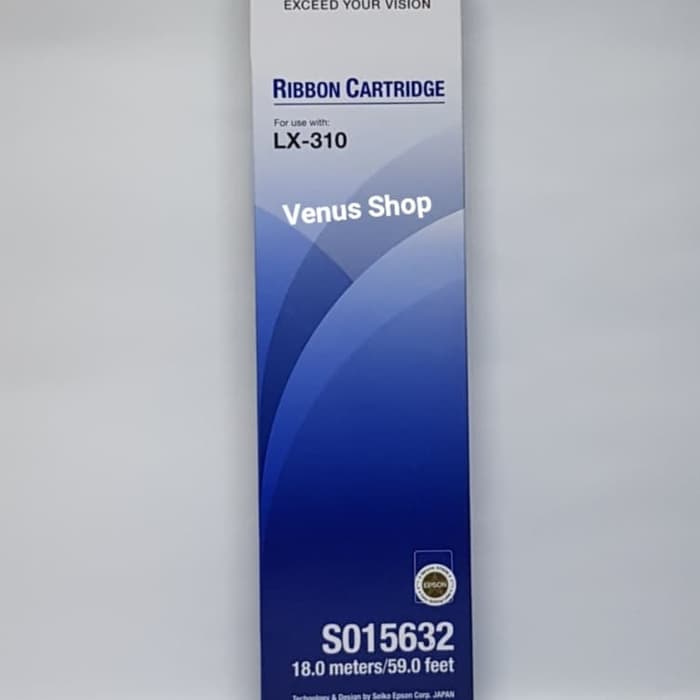 EXCEED YOUR VISION
RIBBON CARTRIDGE
For use with:
LX-310
Venus Shop
EPSON
S015632
18.0 meters/59.0 feet
Technology & Design by Seiko Epson Corp. JAPAN